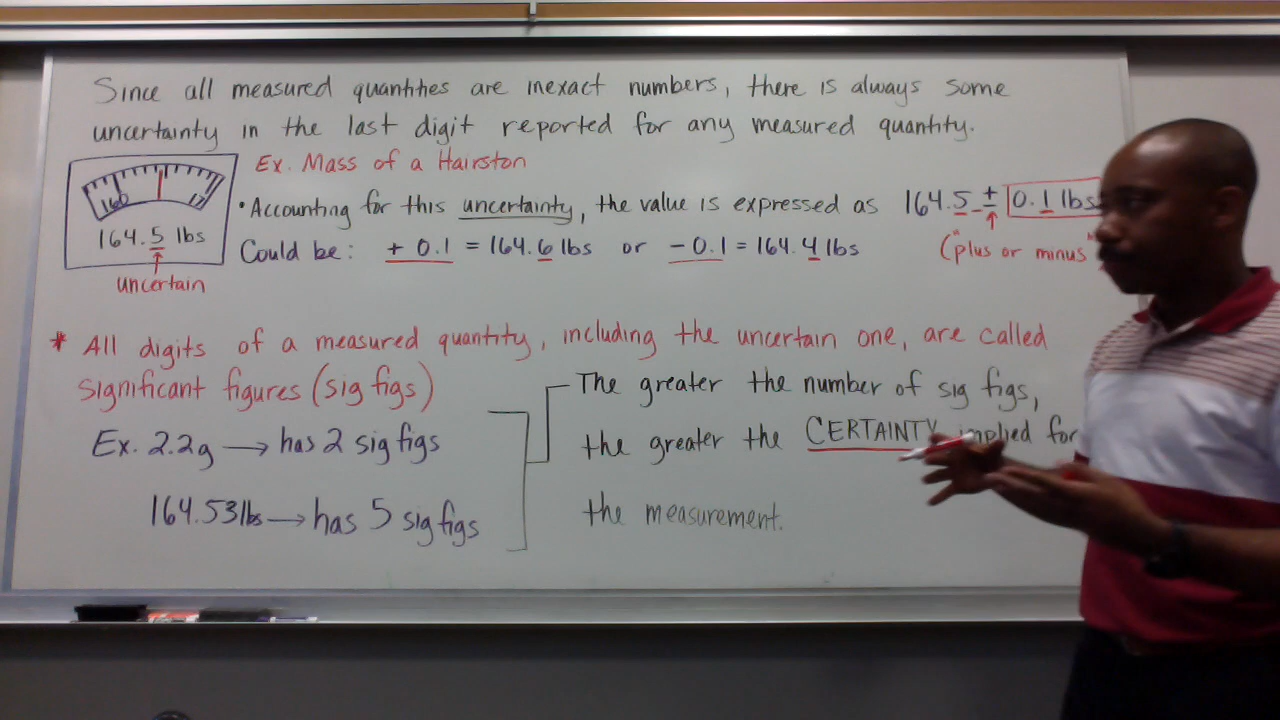 Since all measured quantities are inexact numbers, there is always some
uncertainty in the last digit reported for any measured quantity.
Ex. Mass of a Hairston
160
164.5 lbs
uncertain
• Accounting for this uncertainty, the value is expressed as 164.5 ± 0.1 lbs
Could be: + 0.1 = 164.6 lbs or - 0.1 = 164.4 lbs
("plus or minus"
* All digits of a measured quantity, including the uncertain one, are called
significant figures (sig figs)
Ex. 2.2g → has 2 sig figs
164.53lbs → has 5 sig figs
The greater the number of sig figs,
the greater the CERTAINTY implied for
the measurement.